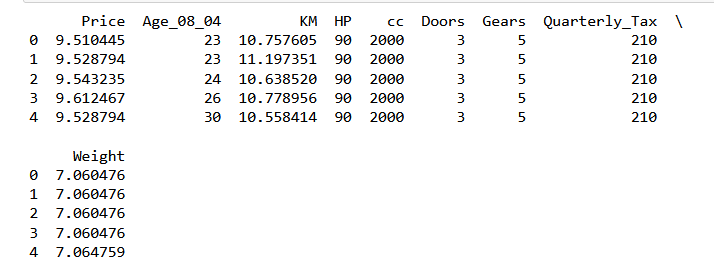 Price Age_08_04 KM HP cc Doors Gears Quarterly_Tax \
0 9.510445 23 10.757605 90 2000 3 5 210
1 9.528794 23 11.197351 90 2000 3 5 210
2 9.543235 24 10.638520 90 2000 3 5 210
3 9.612467 26 10.778956 90 2000 3 5 210
4 9.528794 30 10.558414 90 2000 3 5 210
Weight
0 7.060476
1 7.060476
2 7.060476
3 7.060476
4 7.064759